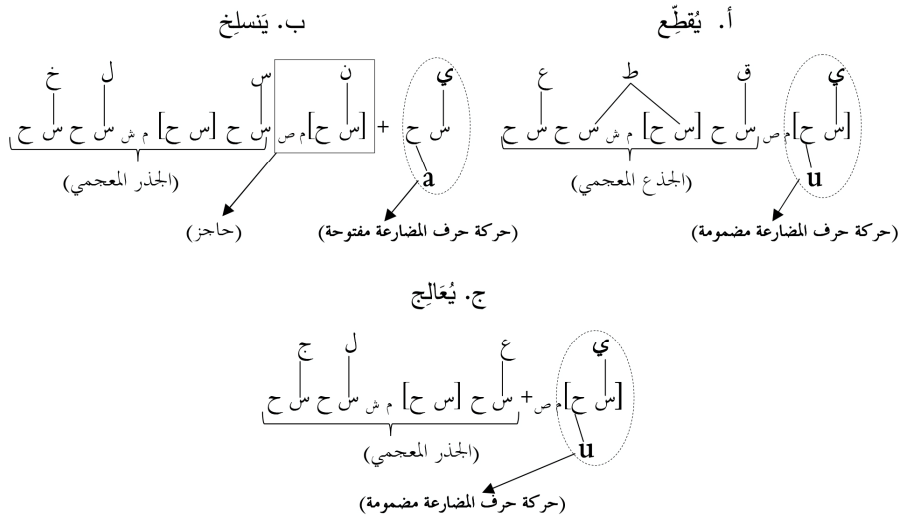 أ. يُقطِّع
ي ق ط ع
[س ح] م ص س ح [س ح] م ش س ح س ح
u
(الجذع المعجمي)
(حركة حرف المضارعة مضمومة)
ب. يَنسلِخ
ي ن س ل خ
س ح + [س ح] م ص س ح [س ح] م ش س ح س ح
a
(الجذر المعجمي)
(حاجز)
(حركة حرف المضارعة مفتوحة)
ج. يُعَالِج
ي ع ل ج
[س ح] م ص + س ح [س ح] م ش س ح س ح
u
(الجذر المعجمي)
(حركة حرف المضارعة مضمومة)